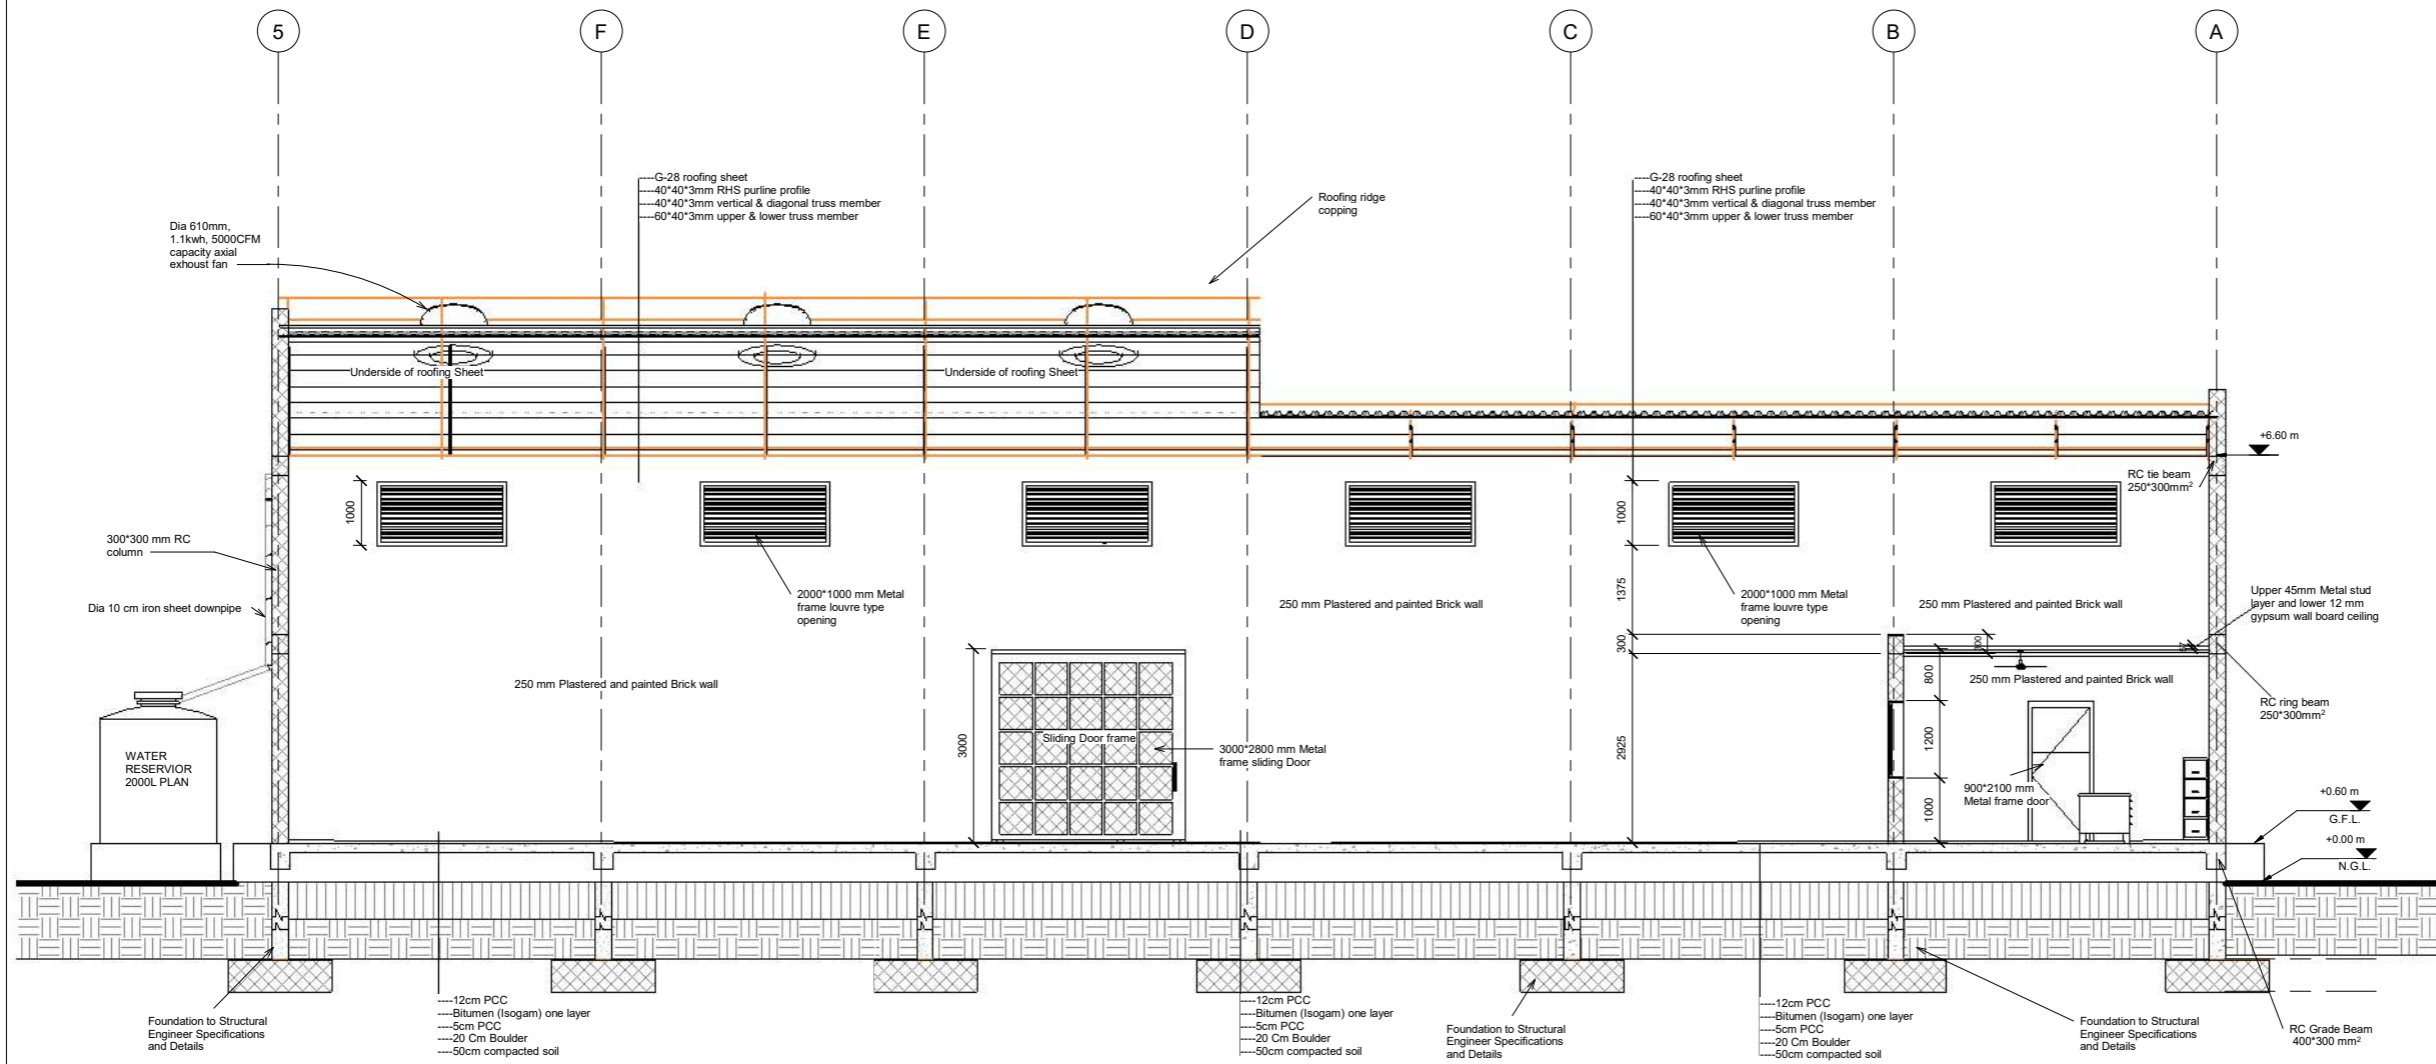 5
F
E
D
C
B
A
----G-28 roofing sheet
----40*40*3mm RHS purline profile
----40*40*3mm vertical & diagonal truss member
----60*40*3mm upper & lower truss member
----G-28 roofing sheet
----40*40*3mm RHS purline profile
----40*40*3mm vertical & diagonal truss member
----60*40*3mm upper & lower truss member
Roofing ridge
copping
Dia 610mm,
1.1kwh, 5000CFM
capacity axial
exhoust fan
Underside of roofing Sheet
Underside of roofing Sheet
+6.60 m
RC tie beam
250*300mm²
1000
1000
300*300 mm RC
column
2000*1000 mm Metal
frame louvre type
opening
2000*1000 mm Metal
frame louvre type
opening
1375
Upper 45mm Metal stud
layer and lower 12 mm
gypsum wall board ceiling
Dia 10 cm iron sheet downpipe
250 mm Plastered and painted Brick wall
250 mm Plastered and painted Brick wall
300
300
57
250 mm Plastered and painted Brick wall
250 mm Plastered and painted Brick wall
800
RC ring beam
250*300mm²
WATER
RESERVIOR
2000L PLAN
3000
Sliding Door frame
3000*2800 mm Metal
frame sliding Door
2925
1200
900*2100 mm
Metal frame door
1000
+0.60 m
G.F.L.
+0.00 m
N.G.L.
Foundation to Structural
Engineer Specifications
and Details
----12cm PCC
----Bitumen (Isogam) one layer
----5cm PCC
----20 Cm Boulder
----50cm compacted soil
----12cm PCC
----Bitumen (Isogam) one layer
----5cm PCC
----20 Cm Boulder
----50cm compacted soil
Foundation to Structural
Engineer Specifications
and Details
----12cm PCC
----Bitumen (Isogam) one layer
----5cm PCC
----20 Cm Boulder
----50cm compacted soil
Foundation to Structural
Engineer Specifications
and Details
RC Grade Beam
400*300 mm²